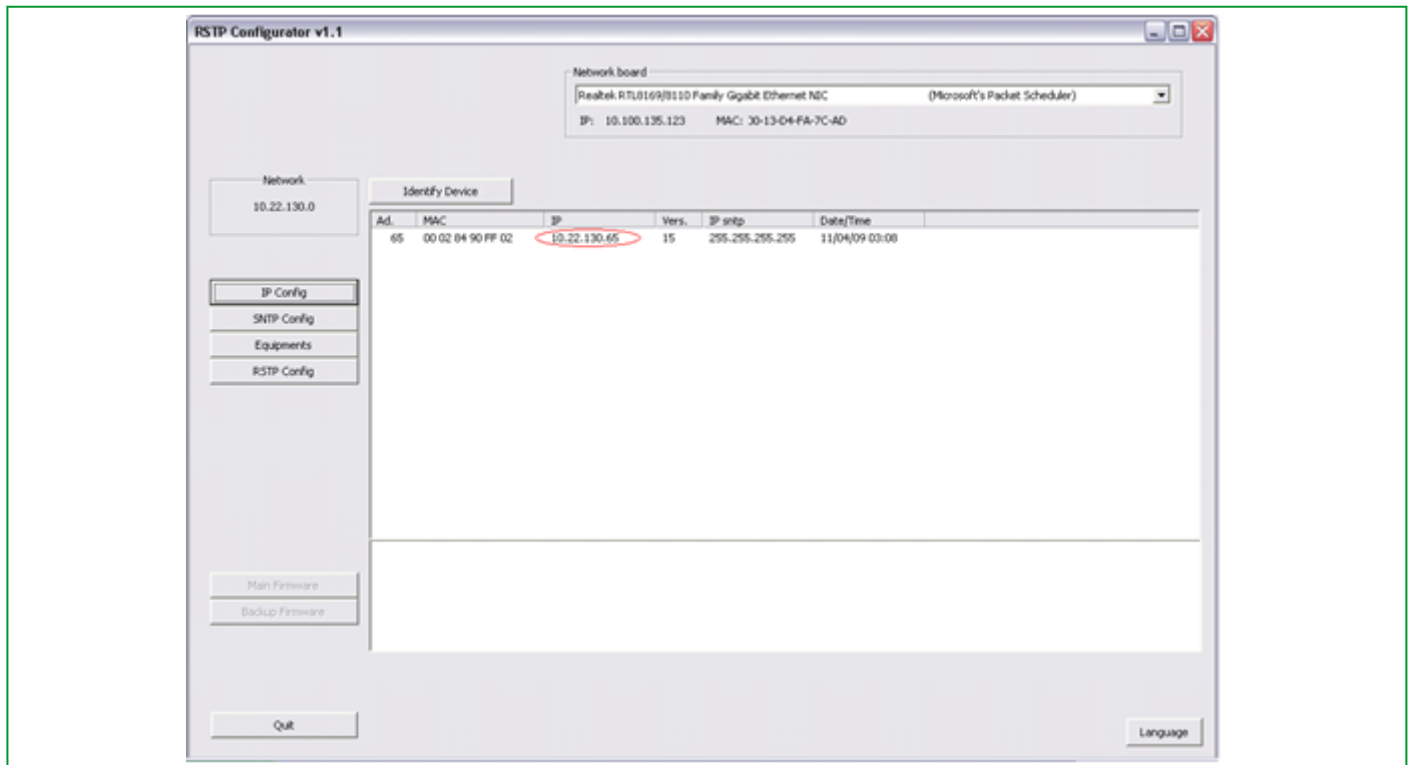 RSTP Configurator v1.1
Network board
Realtek RTL8169/8110 Family Gigabit Ethernet NIC (Microsoft's Packet Scheduler)
IP: 10.100.135.123 MAC: 30-13-D4-FA-7C-AD
Network
10.22.130.0
Identify Device
Ad. MAC IP Vers. IP sntp Date/Time
65 00 02 84 90 FF 02 10.22.130.65 15 255.255.255.255 11/04/09 03:08
IP Config
SNTP Config
Equipments
RSTP Config
Main Firmware
Backup Firmware
Quit
Language